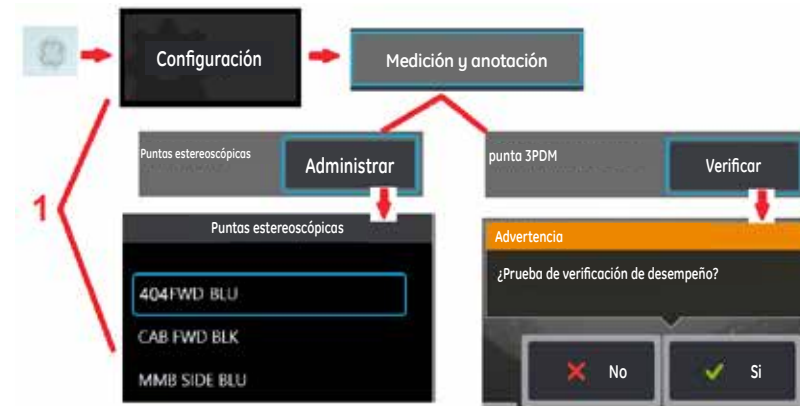 Configuración
Medición y anotación
Puntas estereoscópicas
Administrar
punta 3PDM
Verificar
1
Puntas estereoscópicas
404FWD BLU
CAB FWD BLK
MMB SIDE BLU
Advertencia
¿Prueba de verificación de desempeño?
No
Si